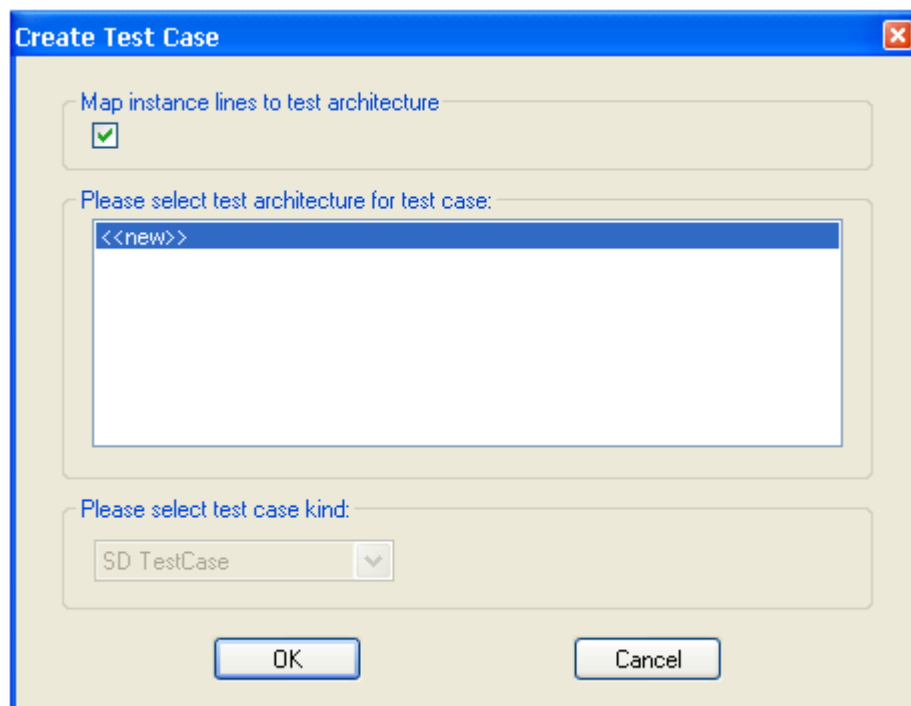 Create Test Case
Map instance lines to test architecture
Please select test architecture for test case:
<<new>>
Please select test case kind:
SD TestCase
OK
Cancel